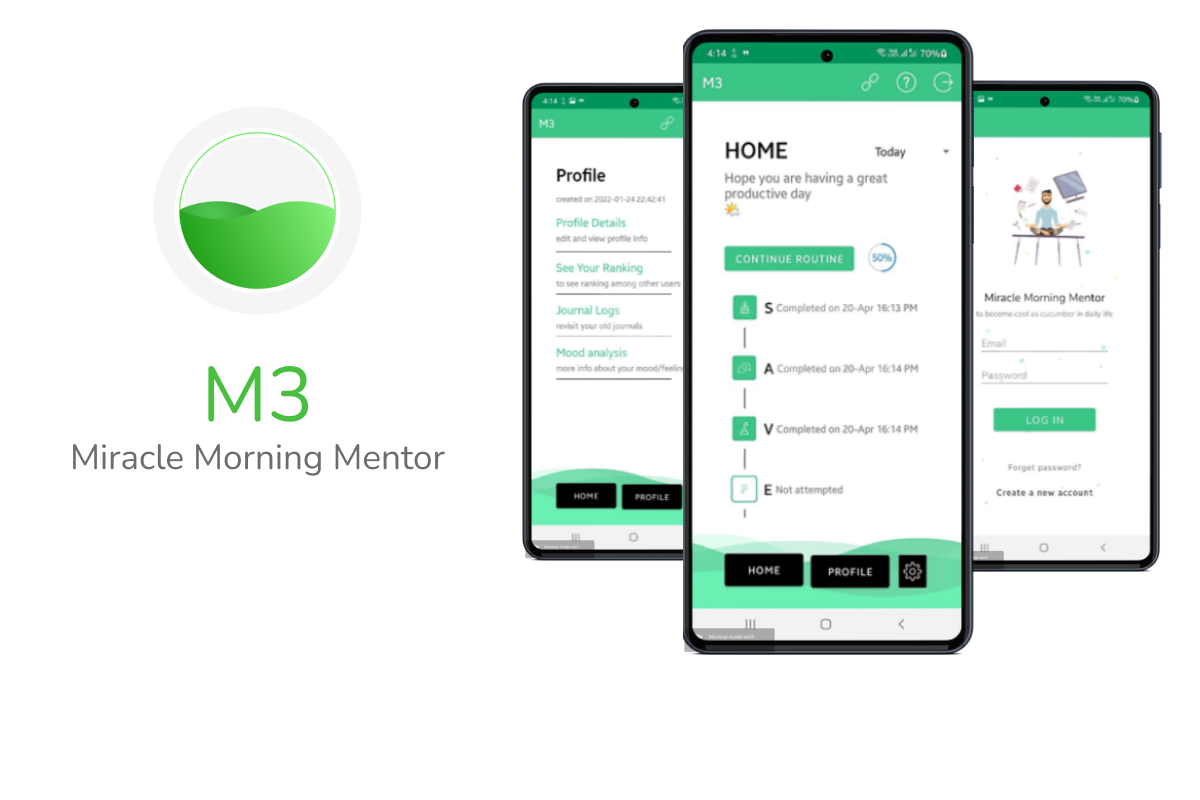 M3
Miracle Morning Mentor
4:14
M3
Profile
created on 2022-01-24 22:42:41
Profile Details
edit and view profile info
See Your Ranking
to see ranking among other users
Journal Logs
revisit your old journals
Mood analysis
more info about your mood/feelin
HOME
PROFILE
4:14
70%
M3
?
HOME
Today
Hope you are having a great
productive day
CONTINUE ROUTINE
50%
S Completed on 20-Apr 16:13 PM
A Completed on 20-Apr 16:14 PM
V Completed on 20-Apr 16:14 PM
E Not attempted
HOME
PROFILE
Mockup made with
70%
Miracle Morning Mentor
to become cool as cucumber in daily life
Email
Password
LOG IN
Forget password?
Create a new account